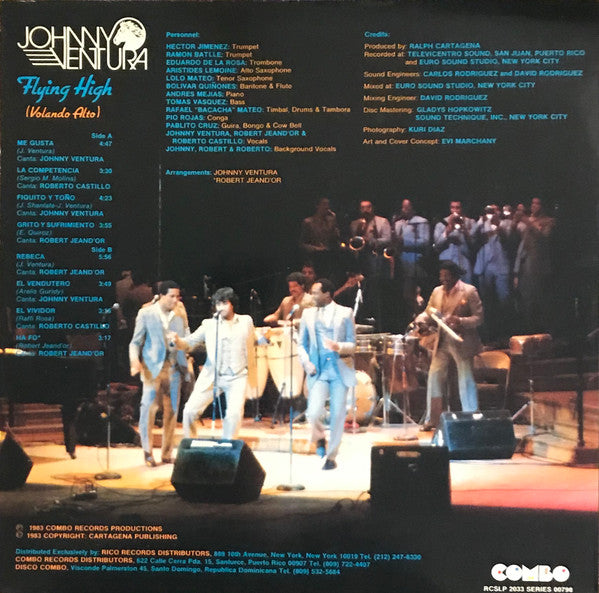 JOHNNY
VENTURA
Flying High
(Volando Alto)
Side A
ME GUSTA 4:47
(J. Ventura)
Canta: JOHNNY VENTURA
LA COMPETENCIA 3:30
(Sergio M. Molina)
Canta: ROBERTO CASTILLO
FIQUITO Y TOÑO 4:23
(J. Shanlate-J. Ventura)
Canta: JOHNNY VENTURA
GRITO Y SUFRIMIENTO 3:55
(E. Quiroz)
Canta: ROBERT JEAND'OR
Side B
REBECA 5:56
(J. Ventura)
Canta: ROBERT JEAND'OR
EL VENDUTERO 3:49
(Arelis Guridy)
Canta: JOHNNY VENTURA
EL VIVIDOR
(Raffi Rosa)
Canta: ROBERTO CASTILLO
HA FO' 3:17
(Robert Jeand'or)
Canta: ROBERT JEAND'OR
Personnel:
HECTOR JIMENEZ: Trumpet
RAMON BATLLE: Trumpet
EDUARDO DE LA ROSA: Trombone
ARISTIDES LEMOINE: Alto Saxophone
LOLO MATEO: Tenor Saxophone
BOLIVAR QUIÑONES: Baritone & Flute
ANDRES MEJIAS: Piano
TOMAS VASQUEZ: Bass
RAFAEL "BACACHA" MATEO: Timbal, Drums & Tambora
PIO ROJAS: Conga
PABLITO CRUZ: Guira, Bongo & Cow Bell
JOHNNY VENTURA, ROBERT JEAND'OR &
ROBERTO CASTILLO: Vocals
JOHNNY, ROBERT & ROBERTO: Background Vocals
Arrangements: JOHNNY VENTURA
*ROBERT JEAND'OR
Credits:
Produced by: RALPH CARTAGENA
Recorded at: TELEVICENTRO SOUND, SAN JUAN, PUERTO RICO
and EURO SOUND STUDIO, NEW YORK CITY
Sound Engineers: CARLOS RODRIGUEZ and DAVID RODRIGUEZ
Mixed at: EURO SOUND STUDIO, NEW YORK CITY
Mixing Engineer: DAVID RODRIGUEZ
Disc Mastering: GLADYS HOPKOWITZ
SOUND TECHNIQUE, INC., NEW YORK CITY
Photography: KURI DIAZ
Art and Cover Concept: EVI MARCHANY
℗ 1983 COMBO RECORDS PRODUCTIONS
© 1983 COPYRIGHT: CARTAGENA PUBLISHING
Distributed Exclusively by: RICO RECORDS DISTRIBUTORS, 869 10th Avenue, New York, New York 10019 Tel. (212) 247-8330
COMBO RECORDS DISTRIBUTORS, 622 Calle Cerra Pda. 15, Santurce, Puerto Rico 00907 Tel. (809) 722-4407
DISCO COMBO, Visconde Palmerston 45, Santo Domingo, Republica Dominicana Tel. (809) 532-5684
COMBO
RCSLP 2033 SERIES 00798